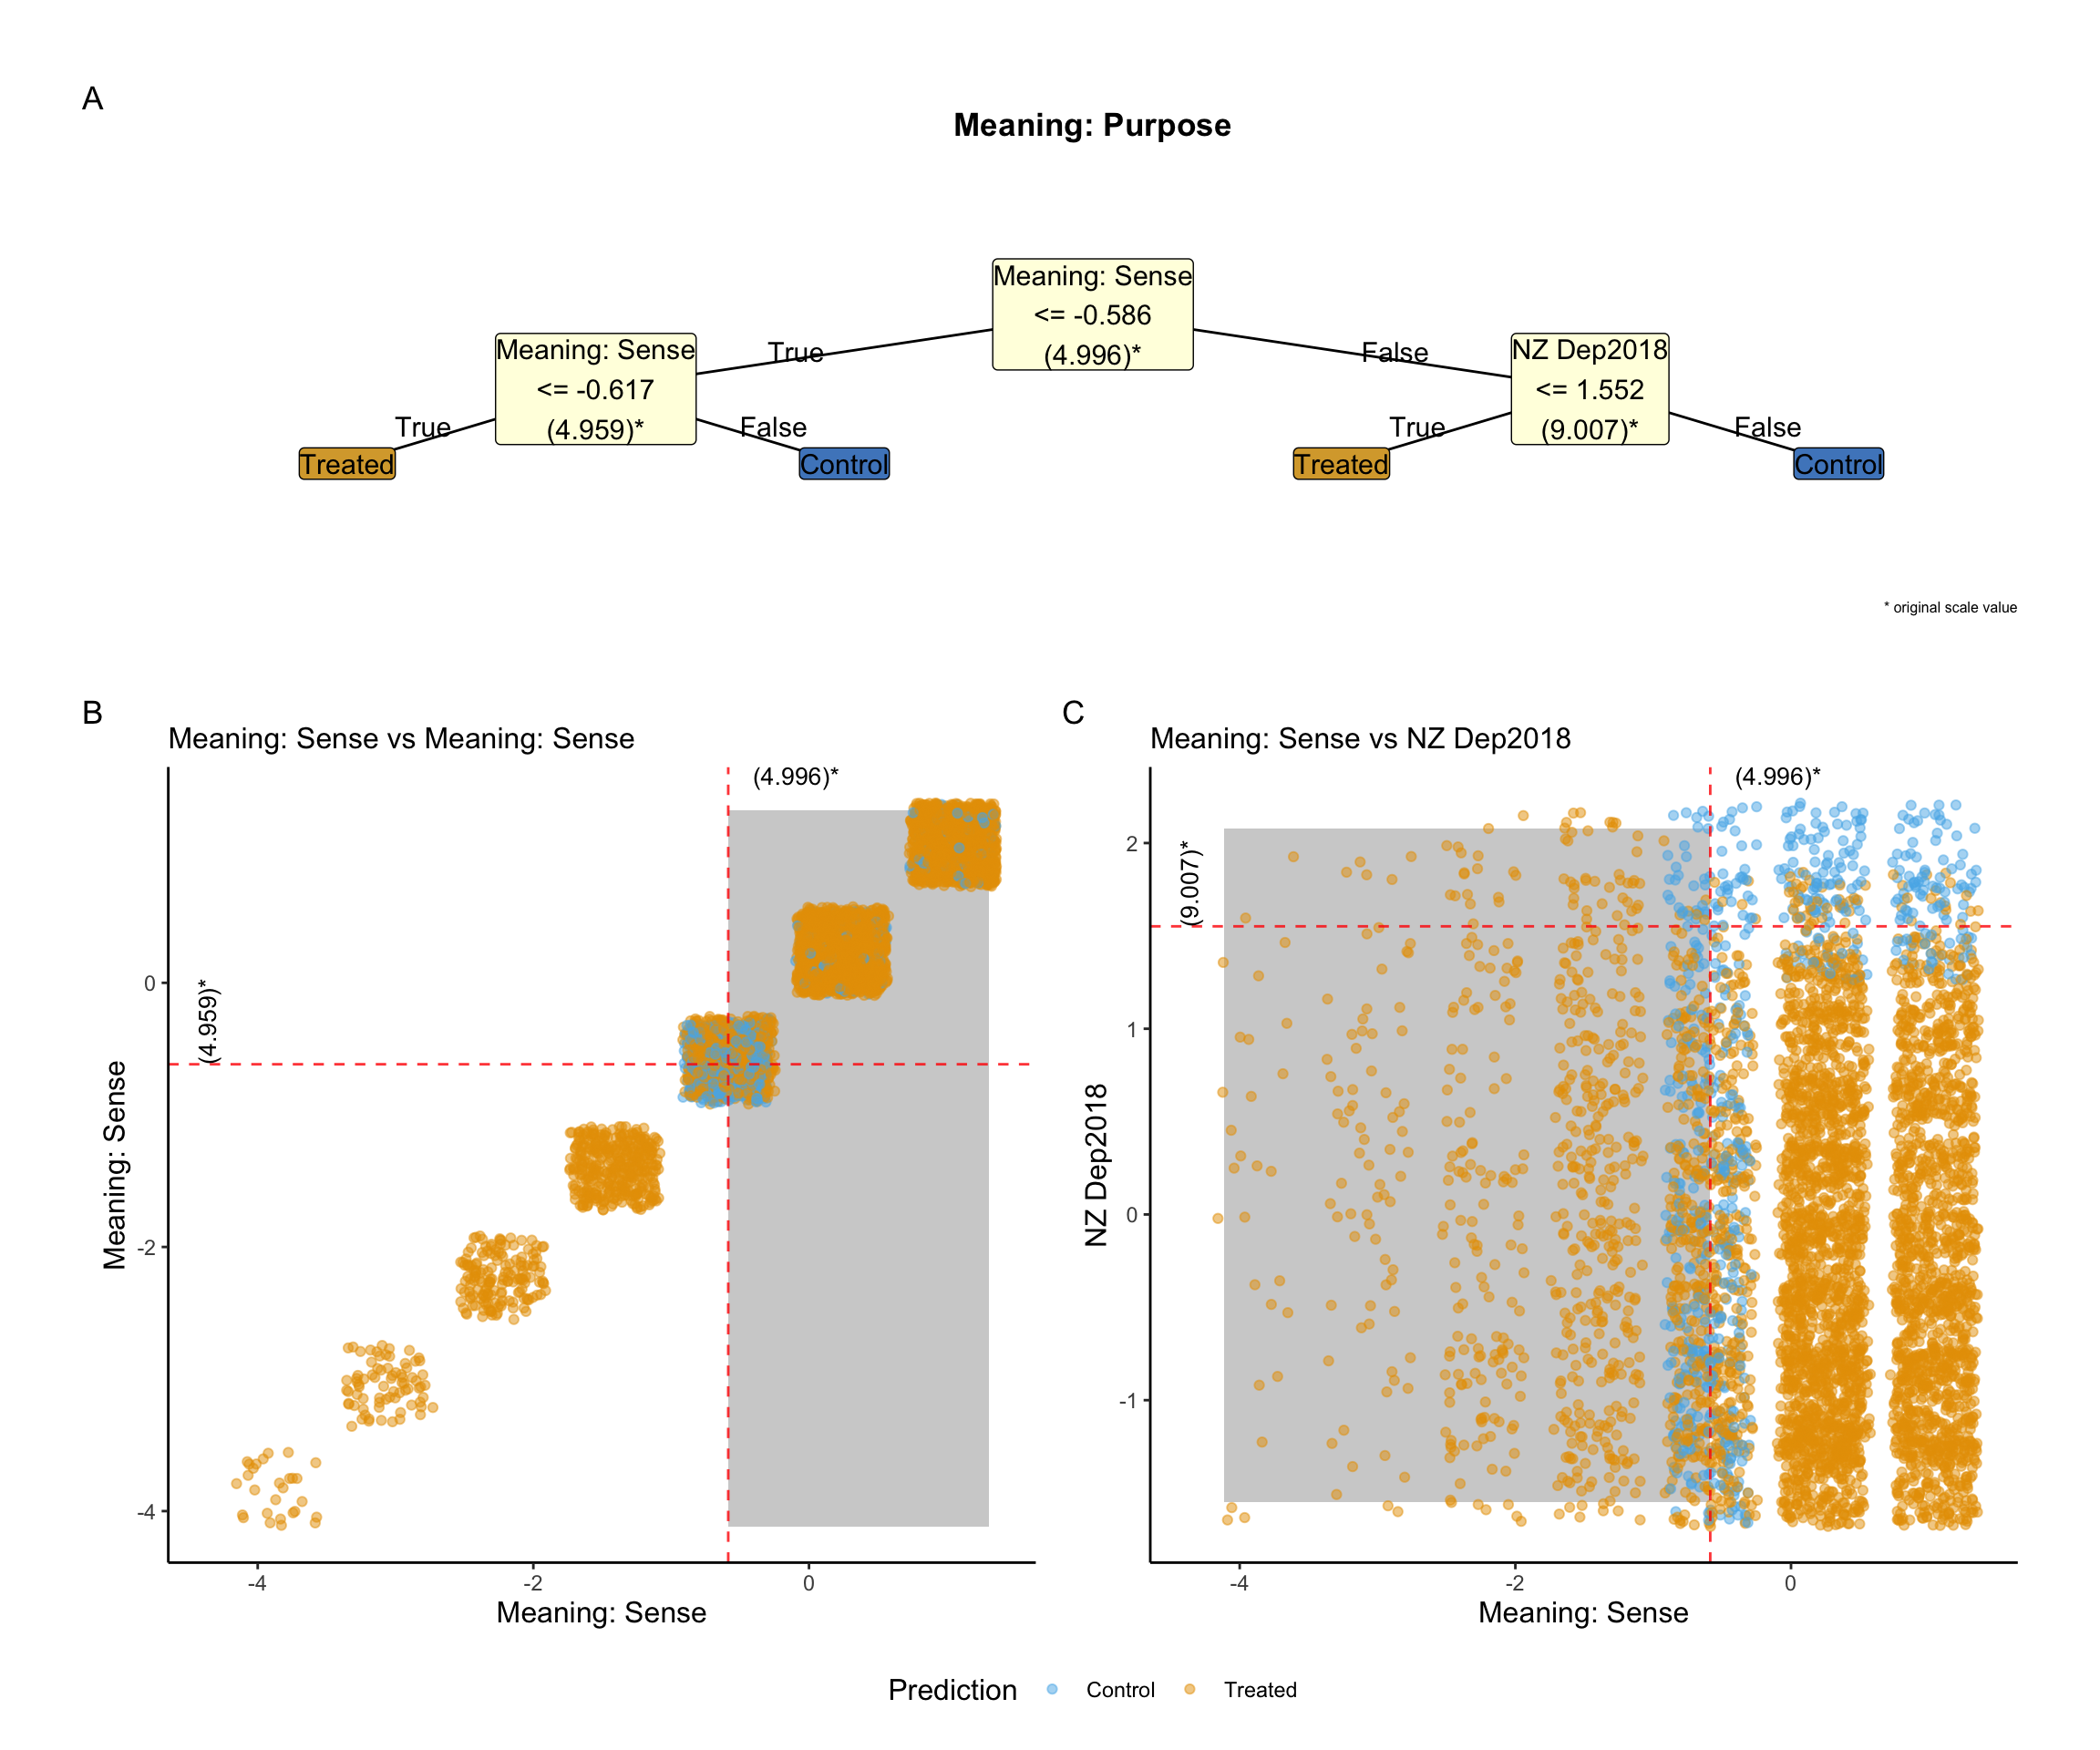 A
Meaning: Purpose
Meaning: Sense
<= -0.586
(4.996)*
True
False
Meaning: Sense
<= -0.617
(4.959)*
NZ Dep2018
<= 1.552
(9.007)*
True
False
True
False
Treated
Control
Treated
Control
* original scale value
B
Meaning: Sense vs Meaning: Sense
(4.996)*
(4.959)*
Meaning: Sense
0
-2
-4
-4
-2
0
Meaning: Sense
C
Meaning: Sense vs NZ Dep2018
(4.996)*
(9.007)*
NZ Dep2018
2
1
0
-1
-4
-2
0
Meaning: Sense
Prediction
Control
Treated